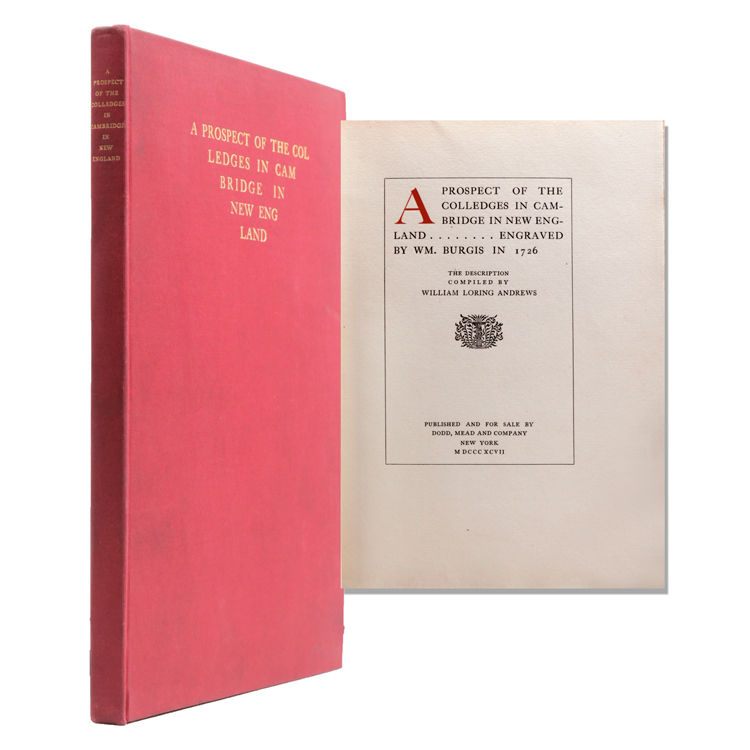 A
PROSPECT
OF THE
COLLEDGES
IN
CAMBRIDGE
IN
NEW
ENGLAND
A PROSPECT OF THE COL
LEDGES IN CAM
BRIDGE IN
NEW ENG
LAND
A PROSPECT OF THE
COLLEDGES IN CAM-
BRIDGE IN NEW ENG-
LAND ........ ENGRAVED
BY WM. BURGIS IN 1726
THE DESCRIPTION
COMPILED BY
WILLIAM LORING ANDREWS
PUBLISHED AND FOR SALE BY
DODD, MEAD AND COMPANY
NEW YORK
M DCCC XCVII